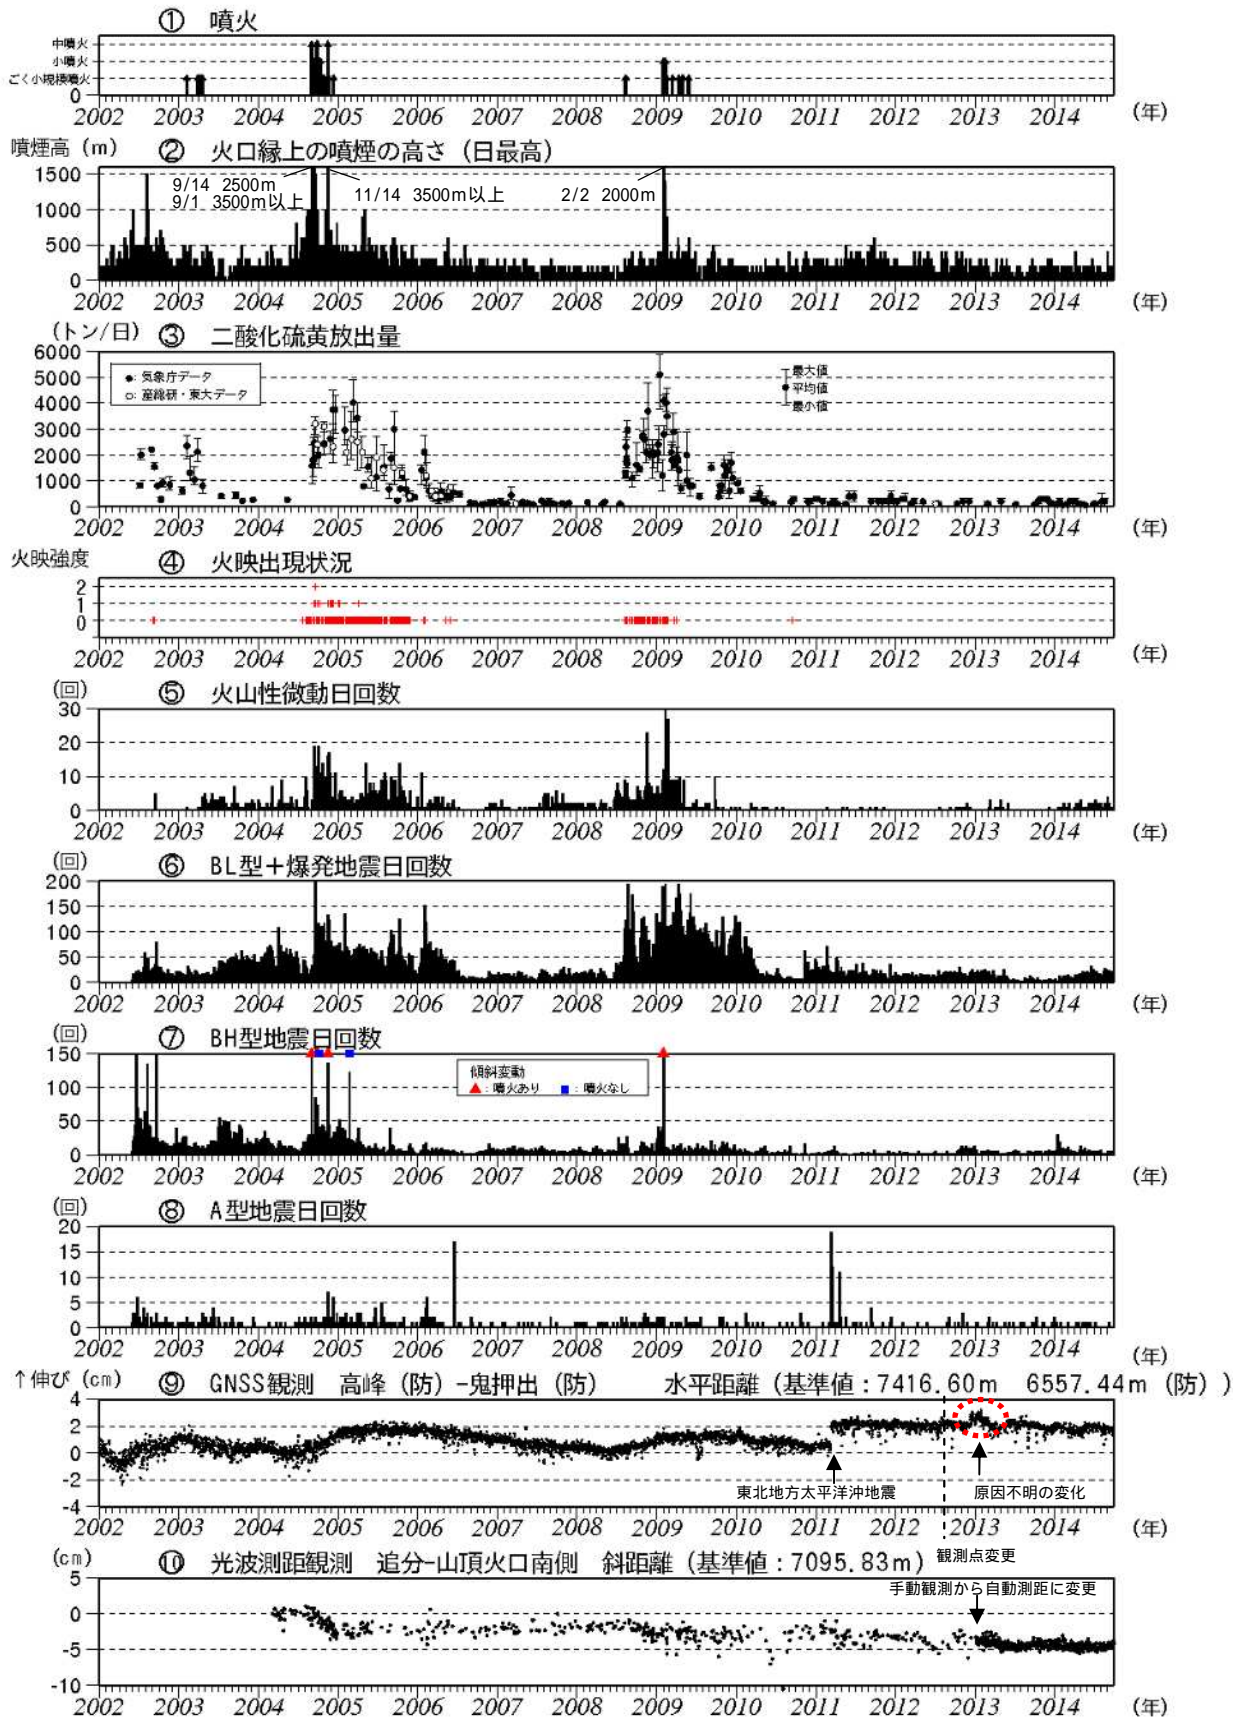 ① 噴火
中噴火
小噴火
ごく小規模噴火
0
2002 2003 2004 2005 2006 2007 2008 2009 2010 2011 2012 2013 2014 (年)
噴煙高 (m) ② 火口縁上の噴煙の高さ (日最高)
1500
1000
500
0
9/14 2500m
9/1 3500m以上
11/14 3500m以上
2/2 2000m
2002 2003 2004 2005 2006 2007 2008 2009 2010 2011 2012 2013 2014 (年)
(トン/日) ③ 二酸化硫黄放出量
6000
5000
4000
3000
2000
1000
0
●: 気象庁データ
○: 産総研・東大データ
最大値
平均値
最小値
2002 2003 2004 2005 2006 2007 2008 2009 2010 2011 2012 2013 2014 (年)
火映強度 ④ 火映出現状況
2
1
0
2002 2003 2004 2005 2006 2007 2008 2009 2010 2011 2012 2013 2014 (年)
(回) ⑤ 火山性微動日回数
30
20
10
0
2002 2003 2004 2005 2006 2007 2008 2009 2010 2011 2012 2013 2014 (年)
(回) ⑥ BL型+爆発地震日回数
200
150
100
50
0
2002 2003 2004 2005 2006 2007 2008 2009 2010 2011 2012 2013 2014 (年)
(回) ⑦ BH型地震日回数
150
100
50
0
傾斜変動
▲: 噴火あり ■: 噴火なし
2002 2003 2004 2005 2006 2007 2008 2009 2010 2011 2012 2013 2014 (年)
(回) ⑧ A型地震日回数
20
15
10
5
0
2002 2003 2004 2005 2006 2007 2008 2009 2010 2011 2012 2013 2014 (年)
↑伸び (cm) ⑨ GNSS観測 高峰 (防) -鬼押出 (防) 水平距離 (基準値:7416.60m 6557.44m (防) )
4
2
0
-2
-4
東北地方太平洋沖地震
原因不明の変化
2002 2003 2004 2005 2006 2007 2008 2009 2010 2011 2012 2013 2014 (年)
観測点変更
(cm) ⑩ 光波測距観測 追分-山頂火口南側 斜距離 (基準値:7095.83m)
5
0
-5
-10
手動観測から自動測距に変更
2002 2003 2004 2005 2006 2007 2008 2009 2010 2011 2012 2013 2014 (年)